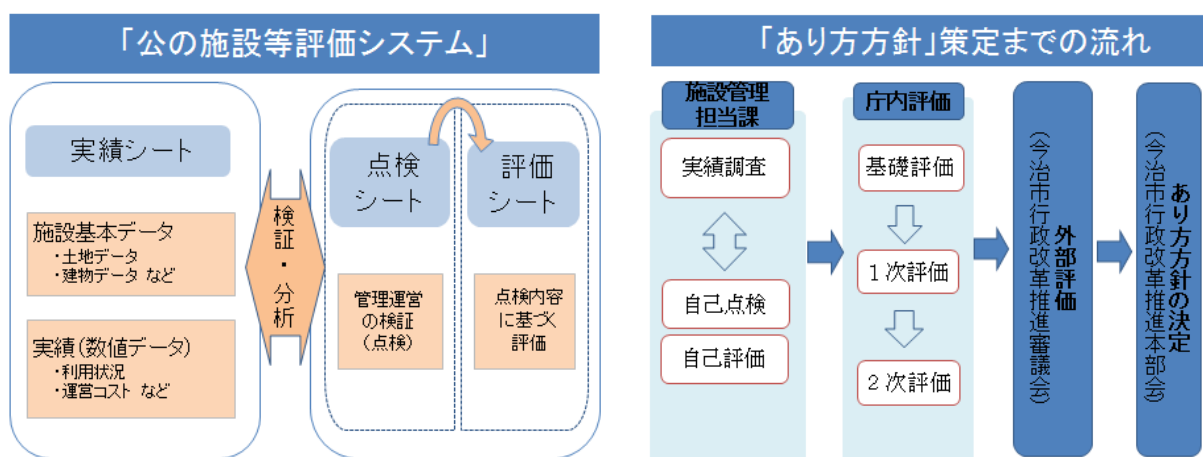 「公の施設等評価システム」
実績シート
施設基本データ
・土地データ
・建物データ など
実績(数値データ)
・利用状況
・運営コスト など
検証・分析
点検
シート
管理運営
の検証
(点検)
評価
シート
点検内容
に基づく
評価
「あり方方針」策定までの流れ
施設管理
担当課
実績調査
自己点検
自己評価
庁内評価
基礎評価
1次評価
2次評価
外部評価
(今治市行政改革推進審議会)
あり方方針の決定
(今治市行政改革推進本部会)